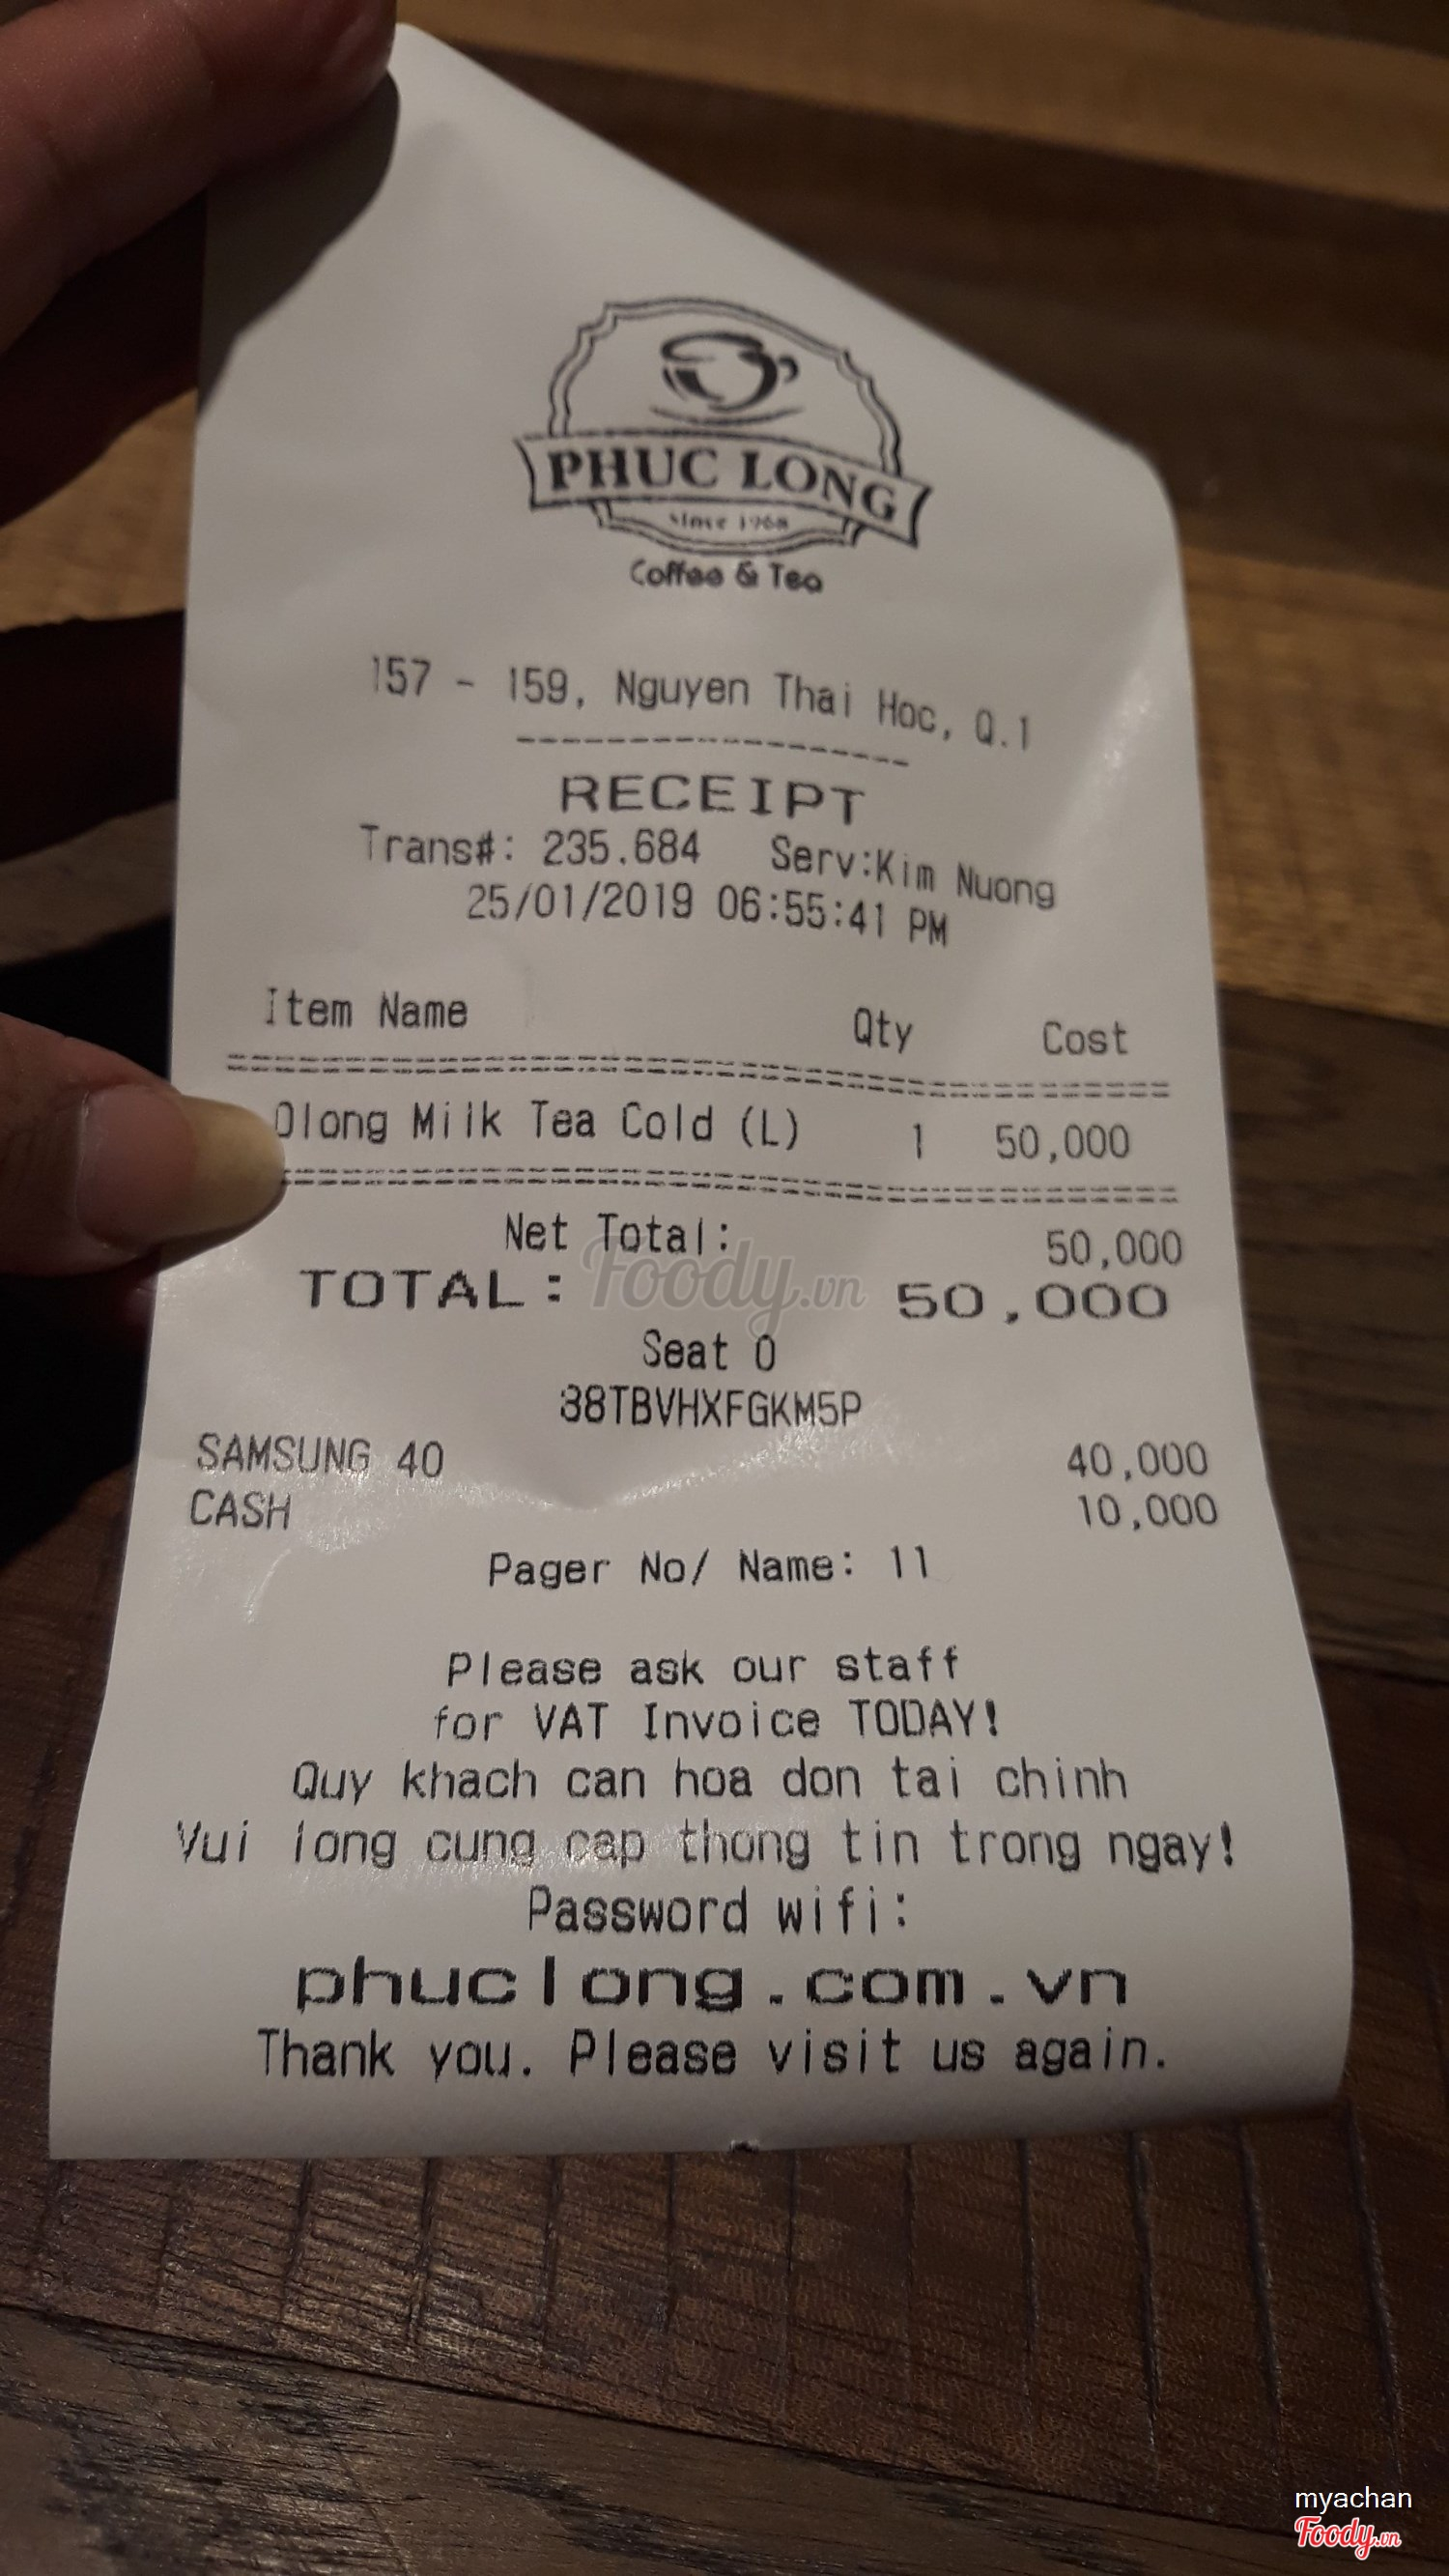 PHUC LONG
Since 1968
Coffee & Tea
157 - 159, Nguyen Thai Hoc, Q.1
RECEIPT
Trans#: 235.684 Serv:Kim Nuong
25/01/2019 06:55:41 PM
Item Name Qty Cost
Olong Milk Tea Cold (L) 1 50,000
Net Total: 50,000
TOTAL: 50,000
Foody.vn
Seat 0
38TBVHXFGKM5P
SAMSUNG 40 40,000
CASH 10,000
Pager No/ Name: 11
Please ask our staff
for VAT Invoice TODAY!
Quy khach can hoa don tai chinh
Vui long cung cap thong tin trong ngay!
Password wifi:
phuclong.com.vn
Thank you. Please visit us again.
myachan
Foody.vn